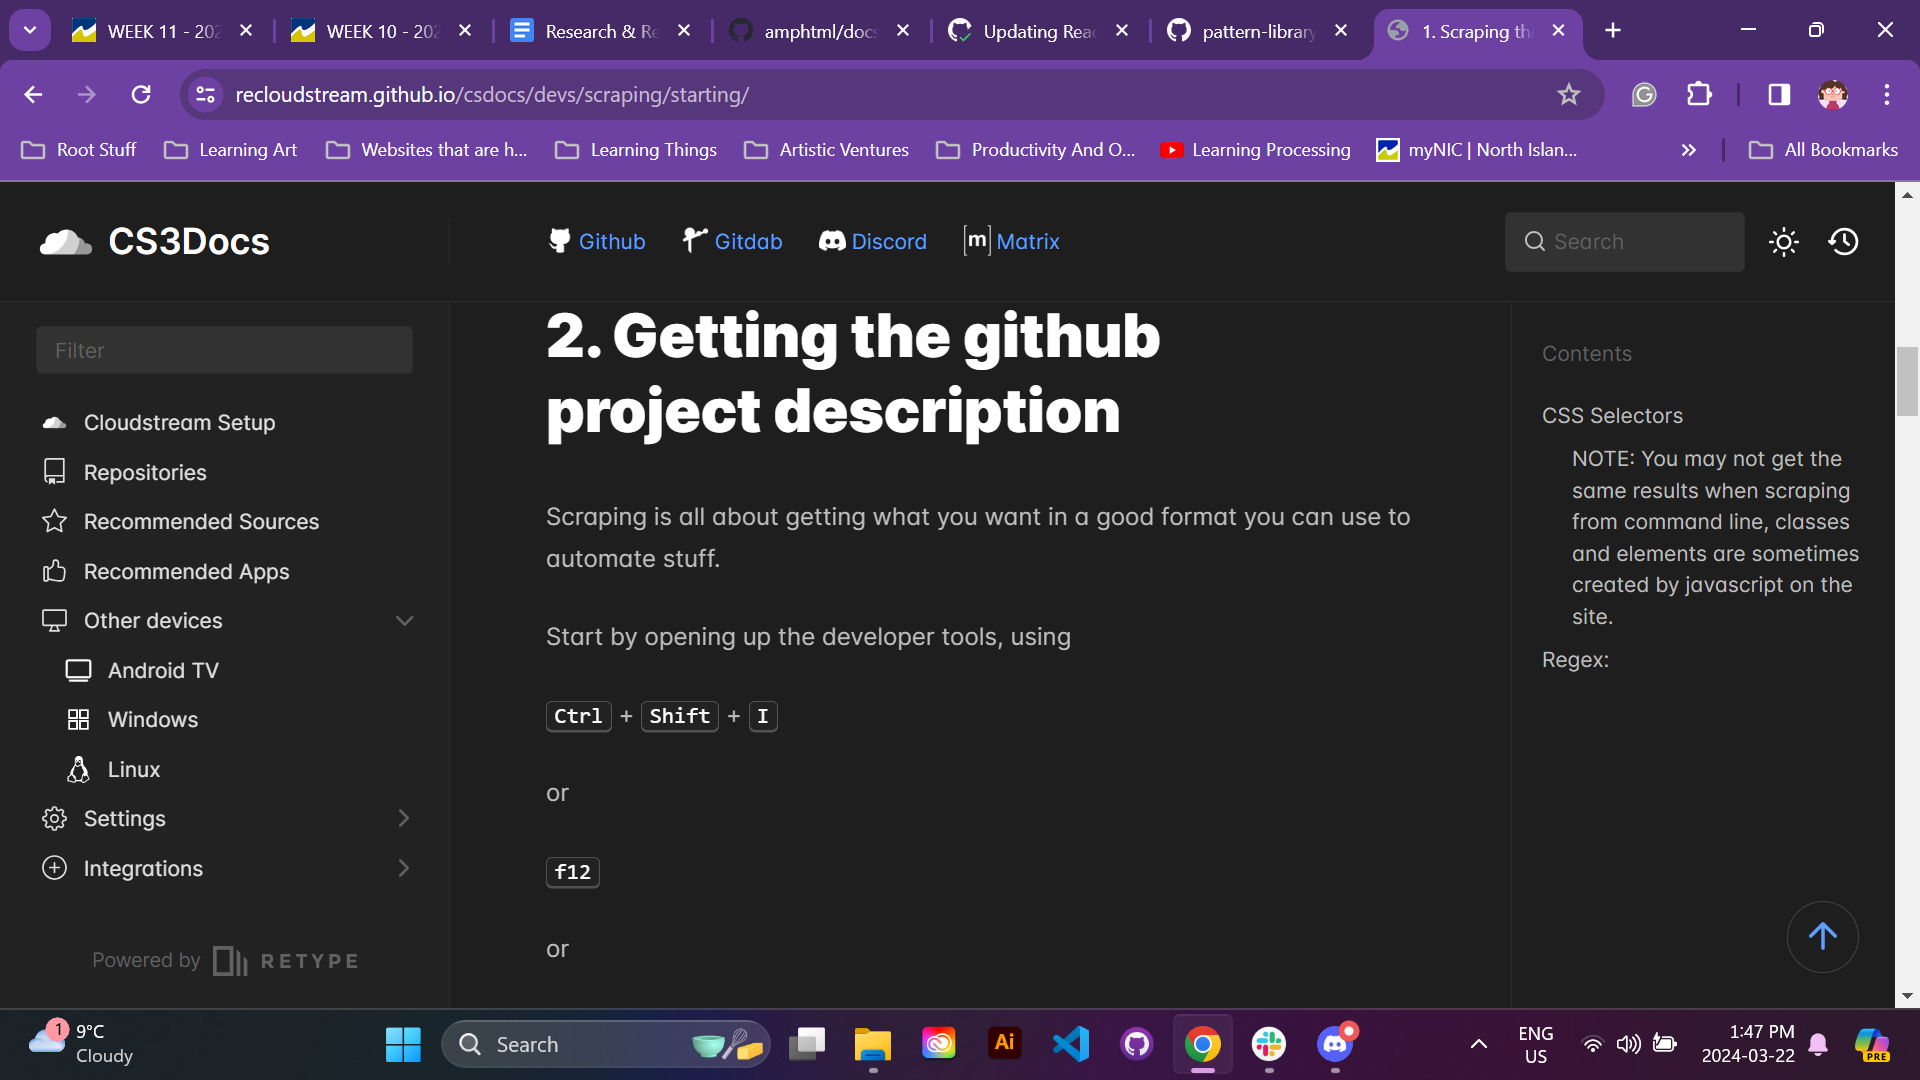 WEEK 11 - 202
WEEK 10 - 202
Research & Re
amphtml/docs
Updating Rea
pattern-library
1. Scraping th
recloudstream.github.io/csdocs/devs/scraping/starting/
Root Stuff
Learning Art
Websites that are h...
Learning Things
Artistic Ventures
Productivity And O...
Learning Processing
myNIC | North Islan...
All Bookmarks
CS3Docs
Github
Gitdab
Discord
[m] Matrix
Search
Filter
Cloudstream Setup
Repositories
Recommended Sources
Recommended Apps
Other devices
Android TV
Windows
Linux
Settings
Integrations
Powered by RETYPE
2. Getting the github
project description
Scraping is all about getting what you want in a good format you can use to
automate stuff.
Start by opening up the developer tools, using
Ctrl + Shift + I
or
f12
or
Contents
CSS Selectors
NOTE: You may not get the
same results when scraping
from command line, classes
and elements are sometimes
created by javascript on the
site.
Regex:
1
9°C
Cloudy
Search
Ai
ENG
US
1:47 PM
2024-03-22
PRE